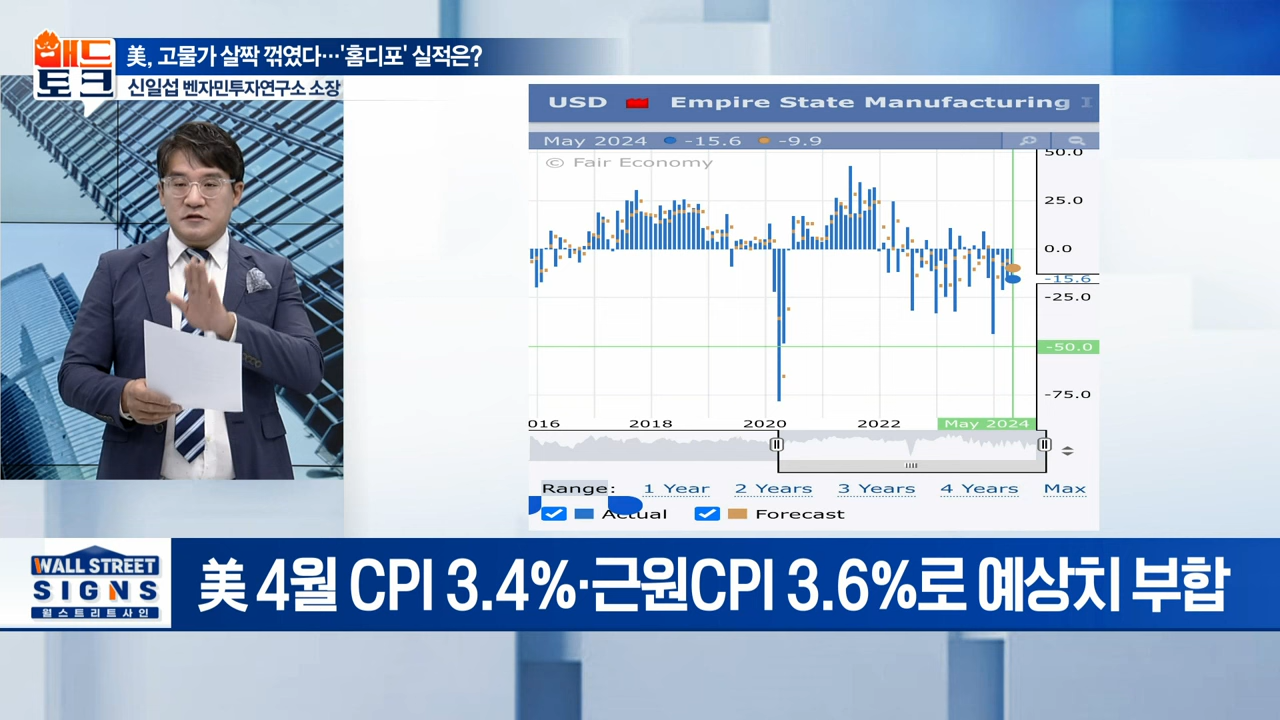 매드
토크
美, 고물가 살짝 꺾였다…'홈디포' 실적은?
신일섭 벤자민투자연구소 소장
USD Empire State Manufacturing I
May 2024 -15.6 -9.9
© Fair Economy
50.0
25.0
0.0
-15.6
-25.0
-50.0
-75.0
016 2018 2020 2022 May 2024
Range: 1 Year 2 Years 3 Years 4 Years Max
Actual Forecast
WALL STREET
SIGNS
월스트리트사인
美 4월 CPI 3.4%·근원CPI 3.6%로 예상치 부합